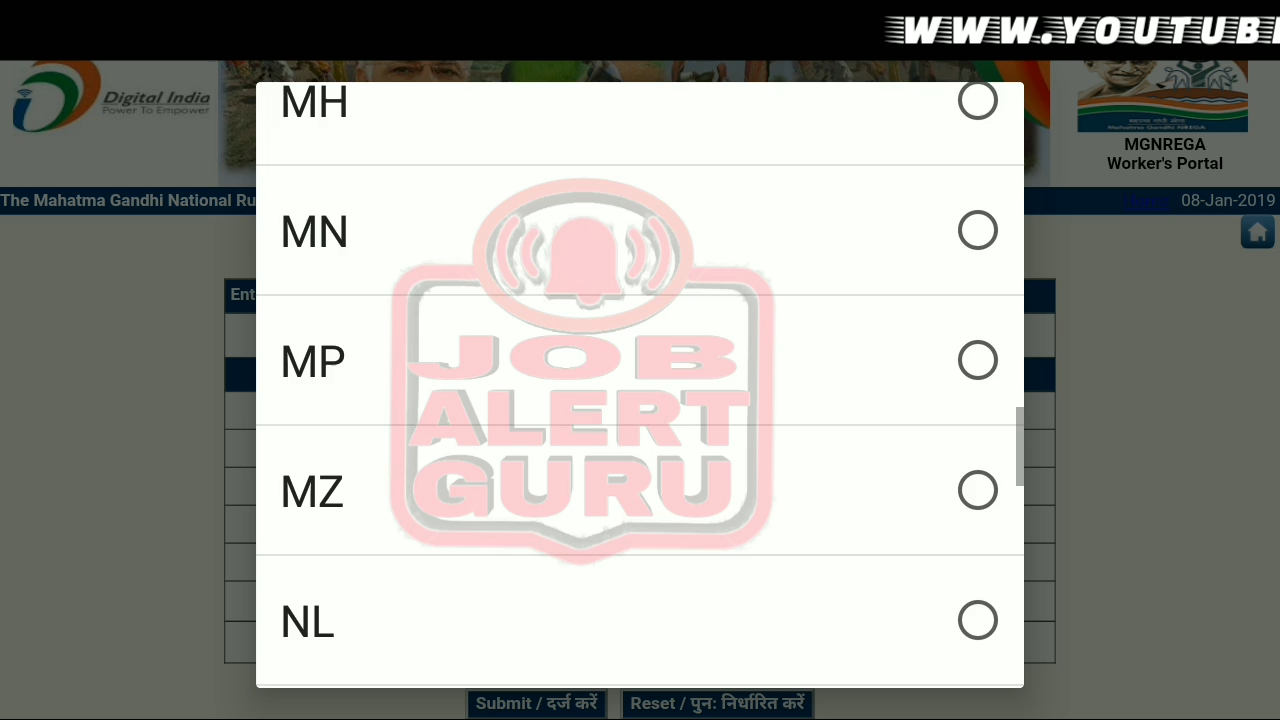 WWW.YOUTUB
Digital India
Power To Empower
MGNREGA
Worker's Portal
The Mahatma Gandhi National Ru
08-Jan-2019
Ent
MH
MN
MP
MZ
NL
JOB
ALERT
GURU
Submit / दर्ज करें
Reset / पुन: निर्धारित करें